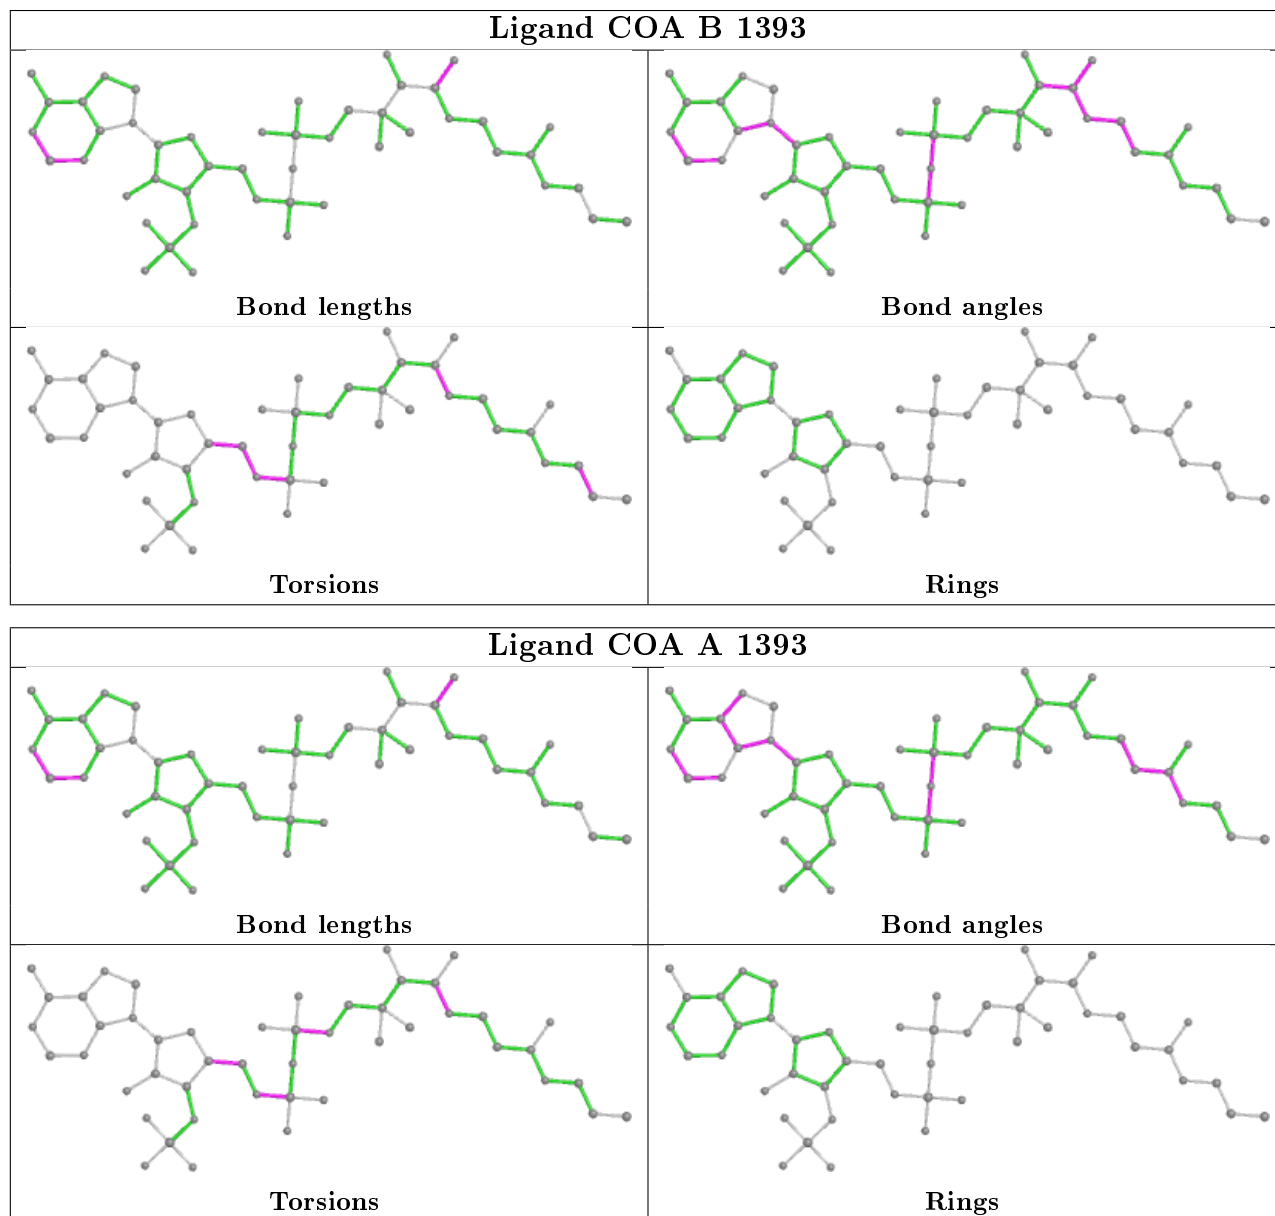 Ligand COA B 1393
Bond lengths
Bond angles
Torsions
Rings
Ligand COA A 1393
Bond lengths
Bond angles
Torsions
Rings